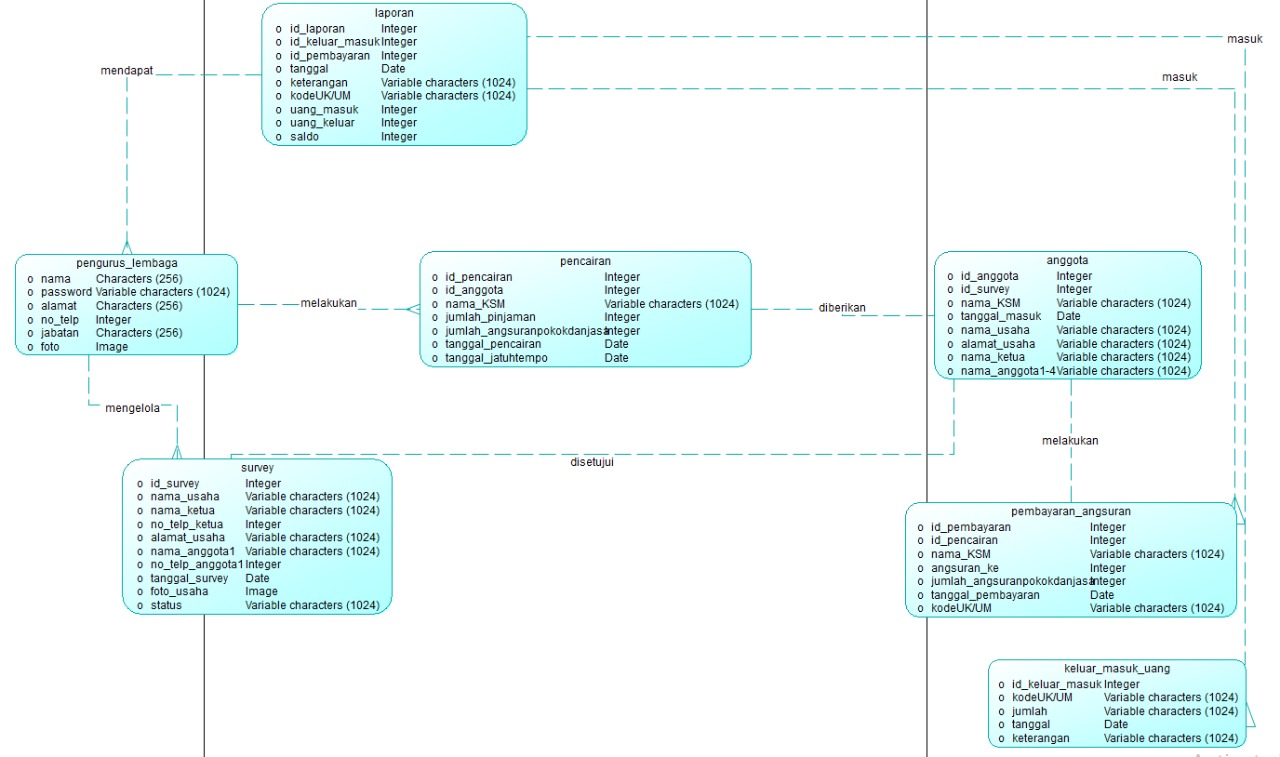 laporan
o id_laporan Integer
o id_keluar_masuk Integer
o id_pembayaran Integer
o tanggal Date
o keterangan Variable characters (1024)
o kodeUK/UM Variable characters (1024)
o uang_masuk Integer
o uang_keluar Integer
o saldo Integer
masuk
masuk
mendapat
pengurus_lembaga
o nama Characters (256)
o password Variable characters (1024)
o alamat Characters (256)
o no_telp Integer
o jabatan Characters (256)
o foto Image
melakukan
pencairan
o id_pencairan Integer
o id_anggota Integer
o nama_KSM Variable characters (1024)
o jumlah_pinjaman Integer
o jumlah_angsuranpokokdanjasa Integer
o tanggal_pencairan Date
o tanggal_jatuhtempo Date
diberikan
anggota
o id_anggota Integer
o id_survey Integer
o nama_KSM Variable characters (1024)
o tanggal_masuk Date
o nama_usaha Variable characters (1024)
o alamat_usaha Variable characters (1024)
o nama_ketua Variable characters (1024)
o nama_anggota1-4 Variable characters (1024)
mengelola
melakukan
disetujui
survey
o id_survey Integer
o nama_usaha Variable characters (1024)
o nama_ketua Variable characters (1024)
o no_telp_ketua Integer
o alamat_usaha Variable characters (1024)
o nama_anggota1 Variable characters (1024)
o no_telp_anggota1 Integer
o tanggal_survey Date
o foto_usaha Image
o status Variable characters (1024)
pembayaran_angsuran
o id_pembayaran Integer
o id_pencairan Integer
o nama_KSM Variable characters (1024)
o angsuran_ke Integer
o jumlah_angsuranpokokdanjasa Integer
o tanggal_pembayaran Date
o kodeUK/UM Variable characters (1024)
keluar_masuk_uang
o id_keluar_masuk Integer
o kodeUK/UM Variable characters (1024)
o jumlah Variable characters (1024)
o tanggal Date
o keterangan Variable characters (1024)